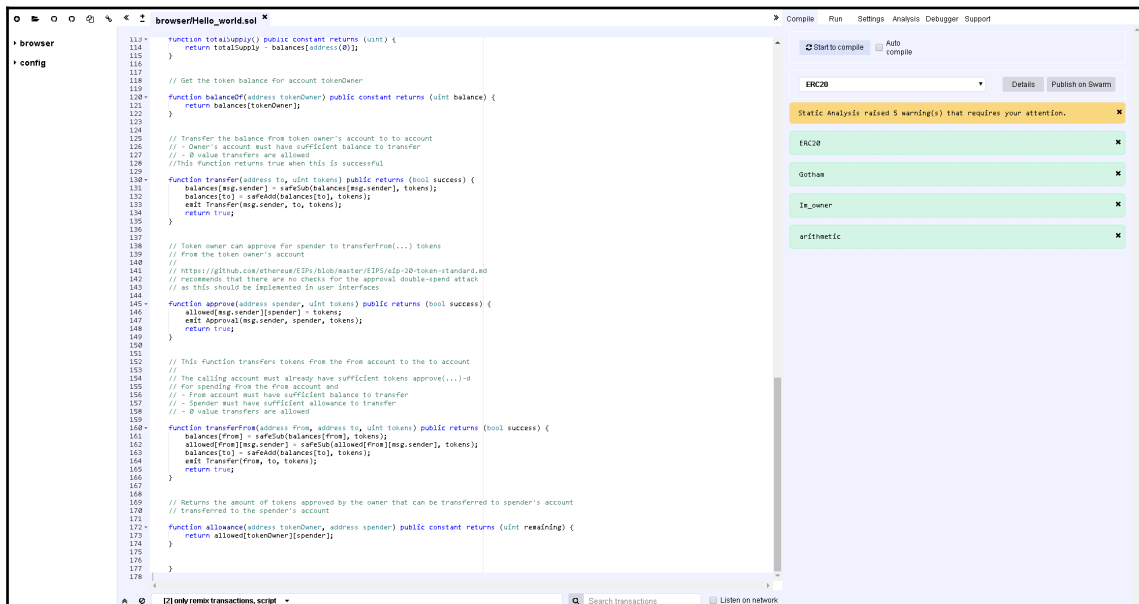 browser/Hello_world.sol
browser
config
113 function totalSupply() public constant returns (uint) {
114 return totalSupply - balances[address(0)];
115 }
116
117
118 // Get the token balance for account tokenOwner
119
120 function balanceOf(address tokenOwner) public constant returns (uint balance) {
121 return balances[tokenOwner];
122 }
123
124
125 // Transfer the balance from token owner's account to to account
126 // - Owner's account must have sufficient balance to transfer
127 // - 0 value transfers are allowed
128 //This function returns true when this is successful
129
130 function transfer(address to, uint tokens) public returns (bool success) {
131 balances[msg.sender] = safeSub(balances[msg.sender], tokens);
132 balances[to] = safeAdd(balances[to], tokens);
133 emit Transfer(msg.sender, to, tokens);
134 return true;
135 }
136
137
138 // Token owner can approve for spender to transferFrom(...) tokens
139 // from the token owner's account
140 //
141 // https://github.com/ethereum/EIPs/blob/master/EIPS/eip-20-token-standard.md
142 // recommends that there are no checks for the approval double-spend attack
143 // as this should be implemented in user interfaces
144
145 function approve(address spender, uint tokens) public returns (bool success) {
146 allowed[msg.sender][spender] = tokens;
147 emit Approval(msg.sender, spender, tokens);
148 return true;
149 }
150
151
152 // This function transfers tokens from the from account to the to account
153 //
154 // The calling account must already have sufficient tokens approve(...)-d
155 // for spending from the from account and
156 // - From account must have sufficient balance to transfer
157 // - Spender must have sufficient allowance to transfer
158 // - 0 value transfers are allowed
159
160 function transferFrom(address from, address to, uint tokens) public returns (bool success) {
161 balances[from] = safeSub(balances[from], tokens);
162 allowed[from][msg.sender] = safeSub(allowed[from][msg.sender], tokens);
163 balances[to] = safeAdd(balances[to], tokens);
164 emit Transfer(from, to, tokens);
165 return true;
166 }
167
168
169 // Returns the amount of tokens approved by the owner that can be transferred to spender's account
170 // transferred to the spender's account
171
172 function allowance(address tokenOwner, address spender) public constant returns (uint remaining) {
173 return allowed[tokenOwner][spender];
174 }
175
176
177 }
178
[2] only remix transactions, script
Search transactions
Listen on network
Compile Run Settings Analysis Debugger Support
Start to compile Auto compile
ERC20 Details Publish on Swarm
Static Analysis raised 5 warning(s) that requires your attention.
ERC20
Gotham
Im_owner
arithmetic